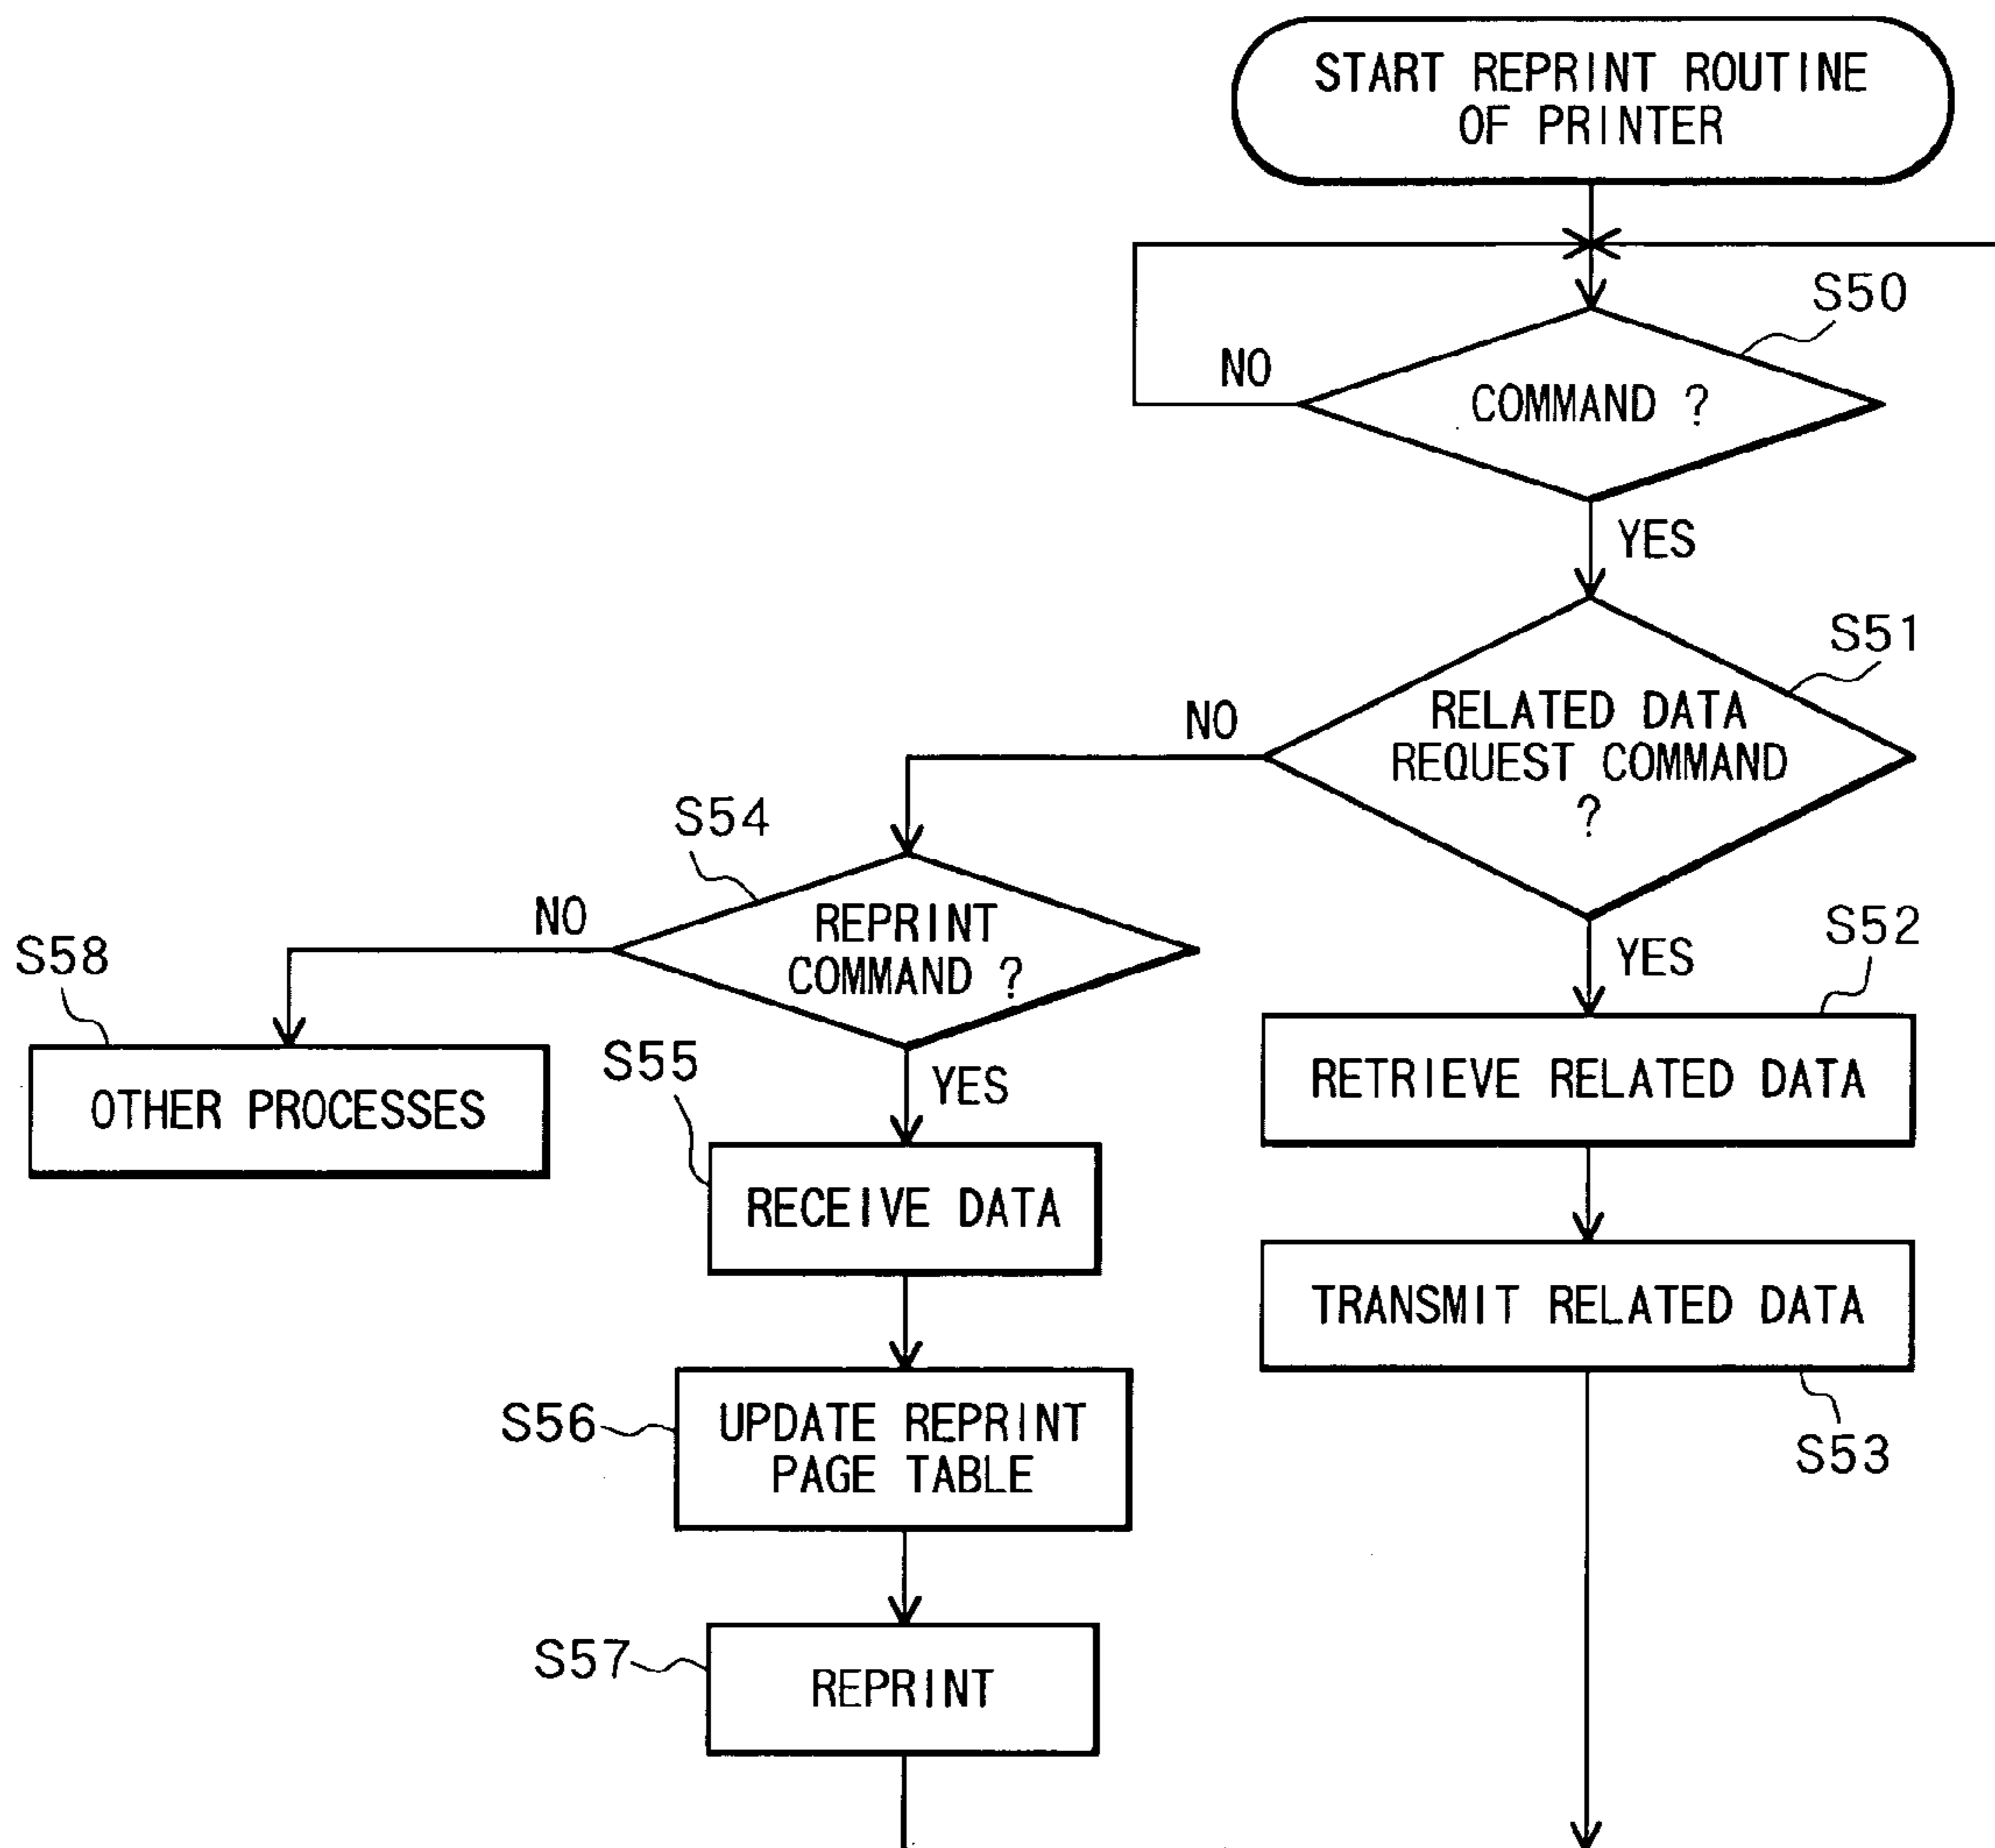 START REPRINT ROUTINE
OF PRINTER
S50
NO
COMMAND ?
YES
S51
NO
RELATED DATA
REQUEST COMMAND
?
S54
NO
REPRINT
COMMAND ?
S52
YES
S58
RETRIEVE RELATED DATA
OTHER PROCESSES
S55
YES
RECEIVE DATA
TRANSMIT RELATED DATA
S53
S56
UPDATE REPRINT
PAGE TABLE
S57
REPRINT